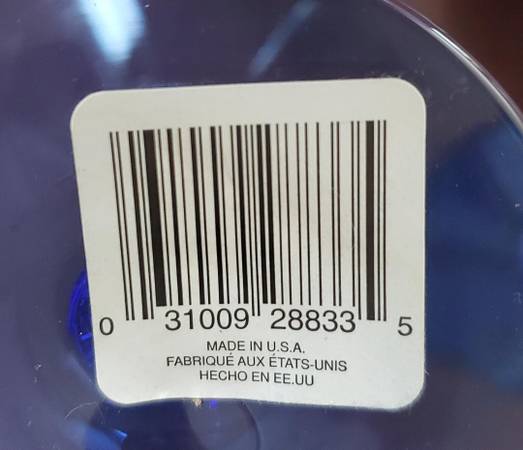 0 31009 28833 5
MADE IN U.S.A.
FABRIQUÉ AUX ÉTATS-UNIS
HECHO EN EE.UU